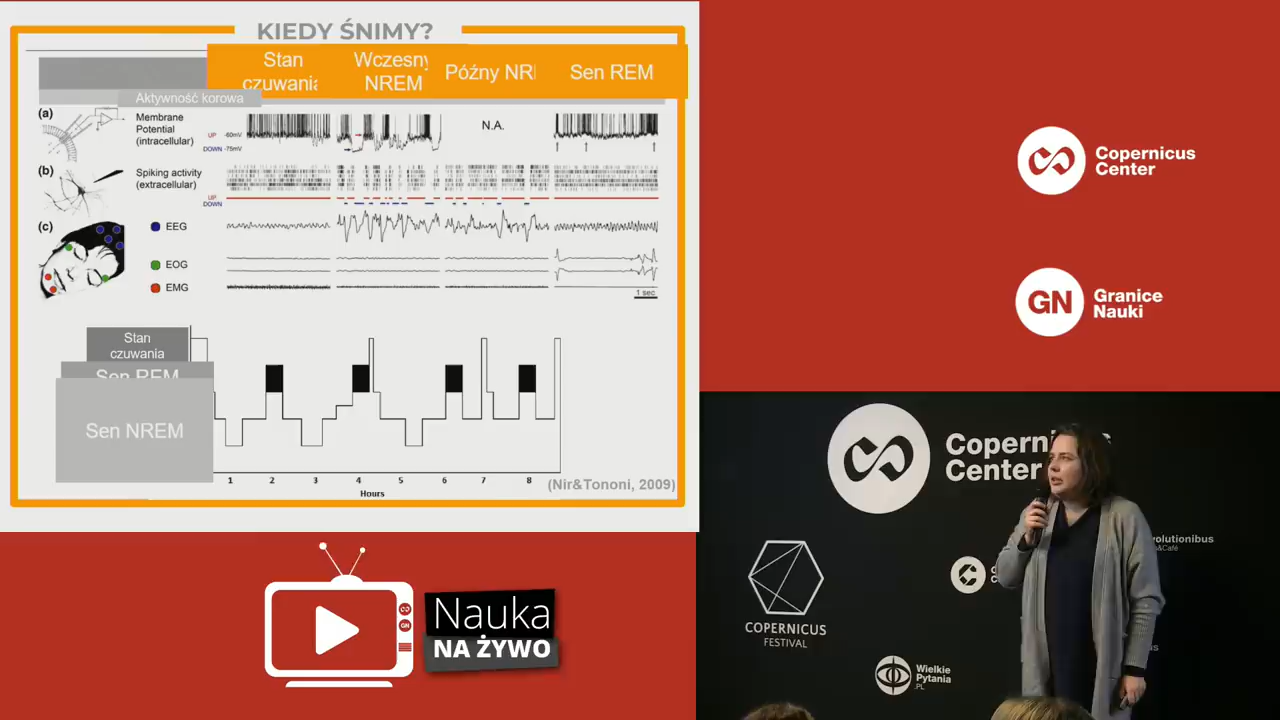 KIEDY ŚNIMY?
Stan
czuwania
Wczesny
NREM
Późny NR
Sen REM
Aktywność korowa
(a)
Membrane
Potential
(intracellular)
UP
-60mV
DOWN
-75mV
N.A.
(b)
Spiking activity
(extracellular)
UP
DOWN
(c)
EEG
EOG
EMG
1 sec
Stan
czuwania
Sen REM
Sen NREM
1 2 3 4 5 6 7 8
Hours
(Nir&Tononi, 2009)
Copernicus
Center
GN
Granice
Nauki
Nauka
NA ŻYWO
GN
Copern
Center
COPERNICUS
FESTIVAL
Wielkie
Pytania
.PL